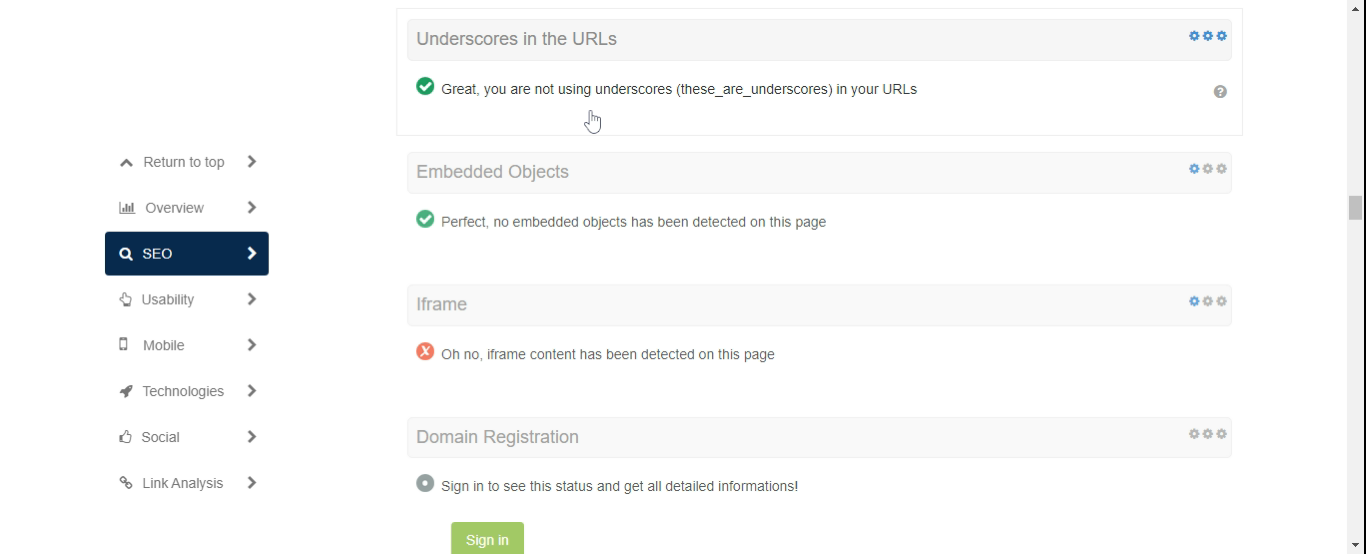 Underscores in the URLs
Great, you are not using underscores (these_are_underscores) in your URLs
Return to top
Overview
SEO
Usability
Mobile
Technologies
Social
Link Analysis
Embedded Objects
Perfect, no embedded objects has been detected on this page
Iframe
Oh no, iframe content has been detected on this page
Domain Registration
Sign in to see this status and get all detailed informations!
Sign in